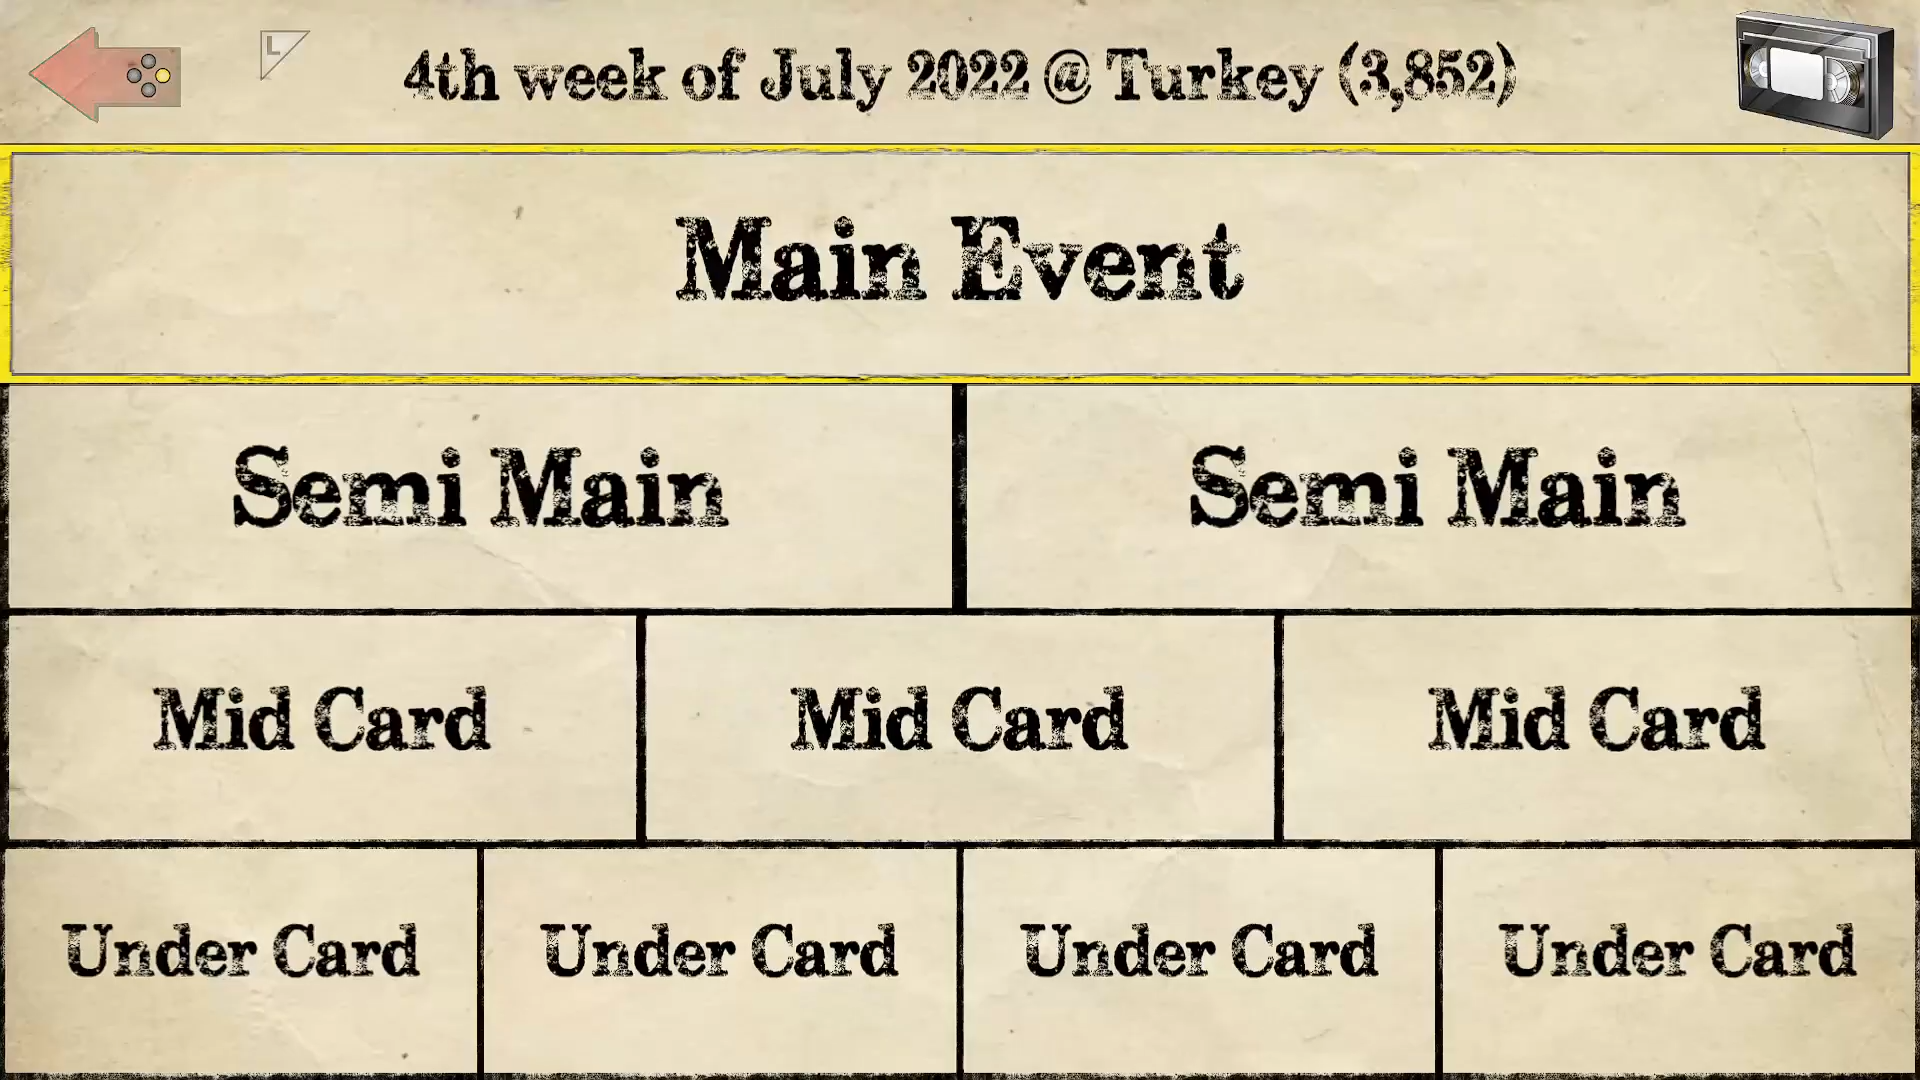 L
4th week of July 2022 @ Turkey (3,852)
Main Event
Semi Main
Semi Main
Mid Card
Mid Card
Mid Card
Under Card
Under Card
Under Card
Under Card